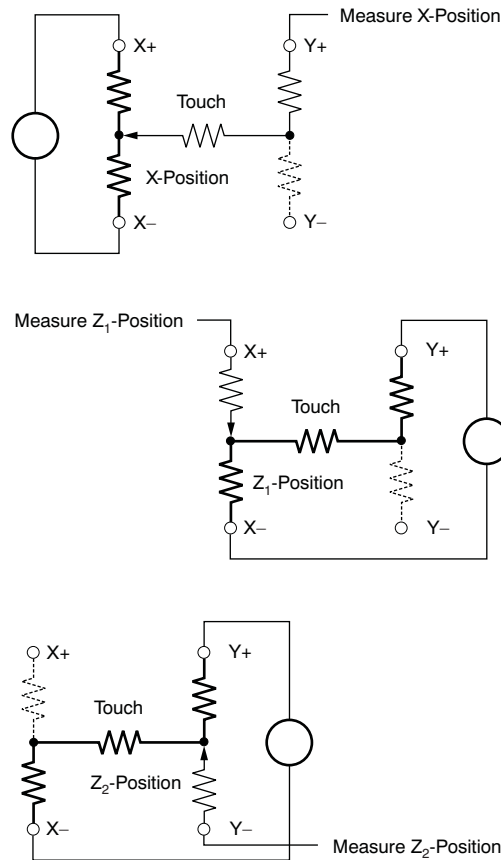 Measure X-Position
X+ Y+
Touch
X-Position
X– Y–
Measure Z₁-Position
X+ Y+
Touch
Z₁-Position
X– Y–
X+ Y+
Touch
Z₂-Position
X– Y–
Measure Z₂-Position